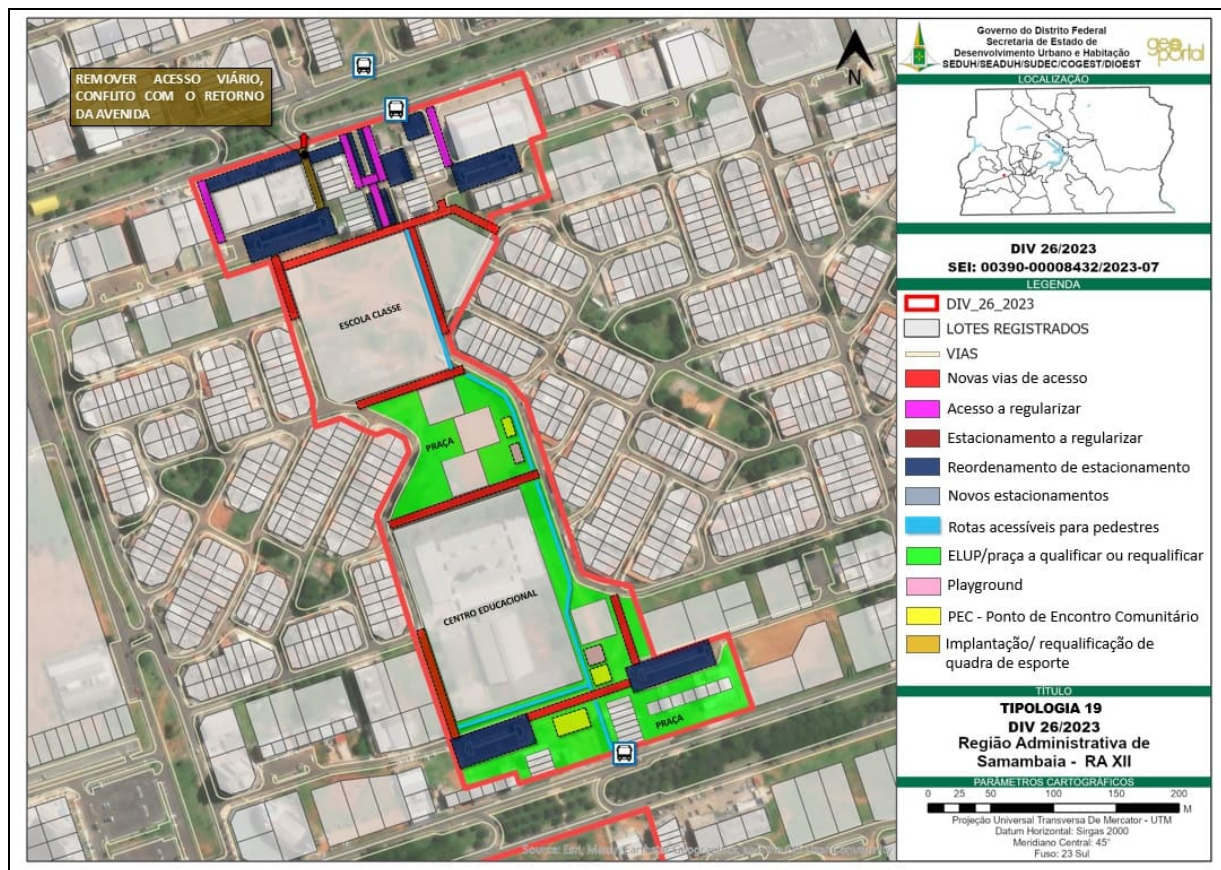 REMOVER ACESSO VIÁRIO,
CONFLITO COM O RETORNO
DA AVENIDA
N
ESCOLA CLASSE
PRAÇA
CENTRO EDUCACIONAL
PRAÇA
Governo do Distrito Federal
Secretaria de Estado de
Desenvolvimento Urbano e Habitação
SEDUH/SEADUH/SUDEC/COGEST/DIOEST
geoportal
LOCALIZAÇÃO
DIV 26/2023
SEI: 00390-00008432/2023-07
LEGENDA
DIV_26_2023
LOTES REGISTRADOS
VIAS
Novas vias de acesso
Acesso a regularizar
Estacionamento a regularizar
Reordenamento de estacionamento
Novos estacionamentos
Rotas acessíveis para pedestres
ELUP/praça a qualificar ou requalificar
Playground
PEC - Ponto de Encontro Comunitário
Implantação/ requalificação de
quadra de esporte
TÍTULO
TIPOLOGIA 19
DIV 26/2023
Região Administrativa de
Samambaia - RA XII
PARÂMETROS CARTOGRÁFICOS
0 25 50 100 150 200
M
Projeção Universal Transversa De Mercator - UTM
Datum Horizontal: Sirgas 2000
Meridiano Central: 45°
Fuso: 23 Sul
Source: Esri,